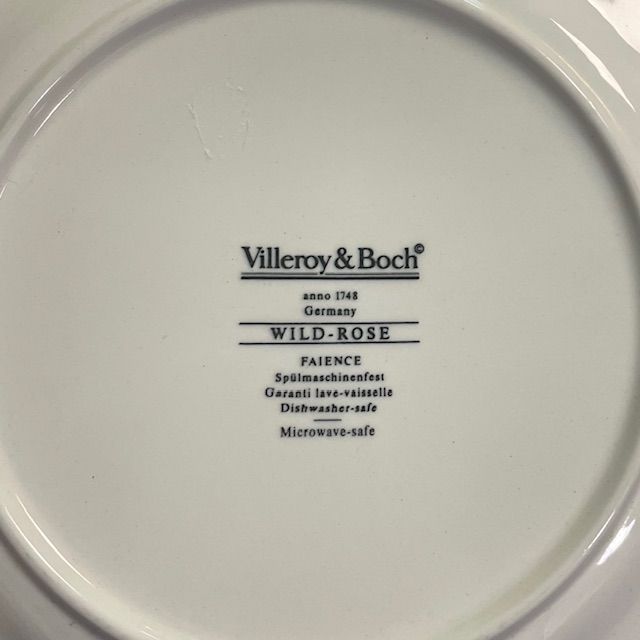 Villeroy & Boch©
anno 1748
Germany
WILD-ROSE
FAIENCE
Spülmaschinenfest
Garanti lave-vaisselle
Dishwasher-safe
Microwave-safe